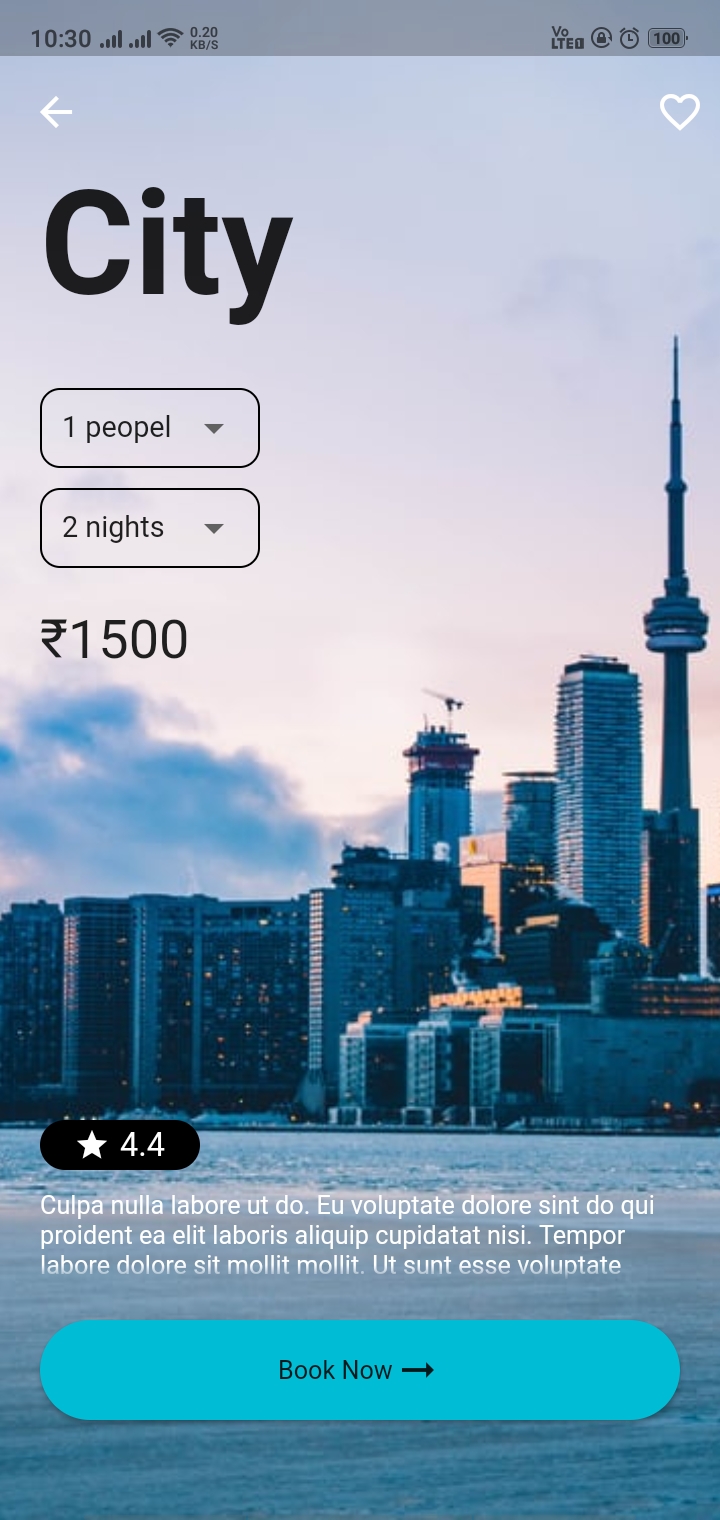 10:30 0.20 KB/S Vo LTE 1 100
City
1 peopel
2 nights
₹1500
4.4
Culpa nulla labore ut do. Eu voluptate dolore sint do qui
proident ea elit laboris aliquip cupidatat nisi. Tempor
labore dolore sit mollit mollit. Ut sunt esse voluptate
Book Now